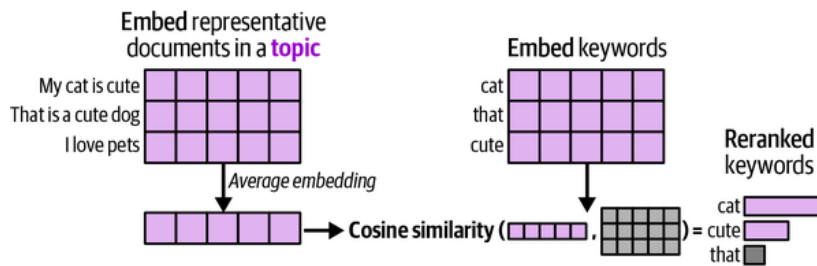 Embed representative
documents in a topic
My cat is cute
That is a cute dog
I love pets
Average embedding
Embed keywords
cat
that
cute
Cosine similarity ( , ) =
Reranked
keywords
cat
cute
that